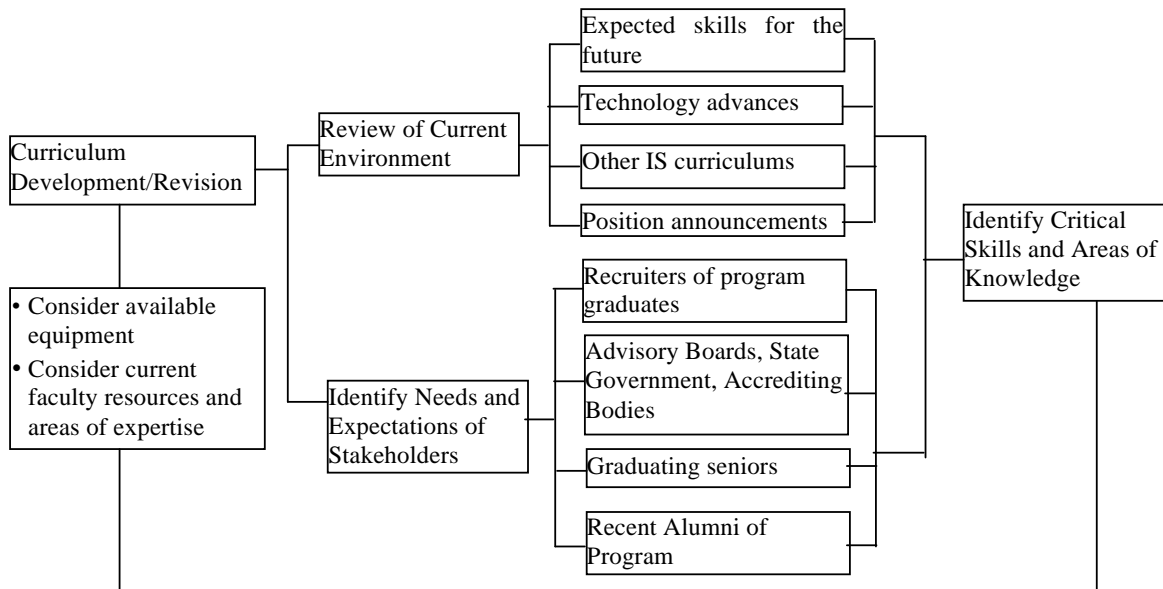 Curriculum
Development/Revision
• Consider available
equipment
• Consider current
faculty resources and
areas of expertise
Review of Current
Environment
Identify Needs and
Expectations of
Stakeholders
Expected skills for the
future
Technology advances
Other IS curriculums
Position announcements
Recruiters of program
graduates
Advisory Boards, State
Government, Accrediting
Bodies
Graduating seniors
Recent Alumni of
Program
Identify Critical
Skills and Areas of
Knowledge